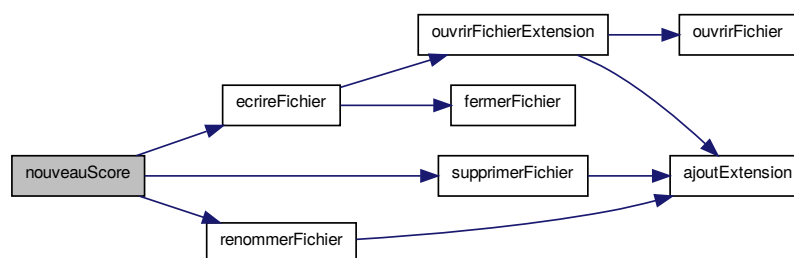 ouvrirFichierExtension
ouvrirFichier
ecrireFichier
fermerFichier
nouveauScore
supprimerFichier
ajoutExtension
renommerFichier